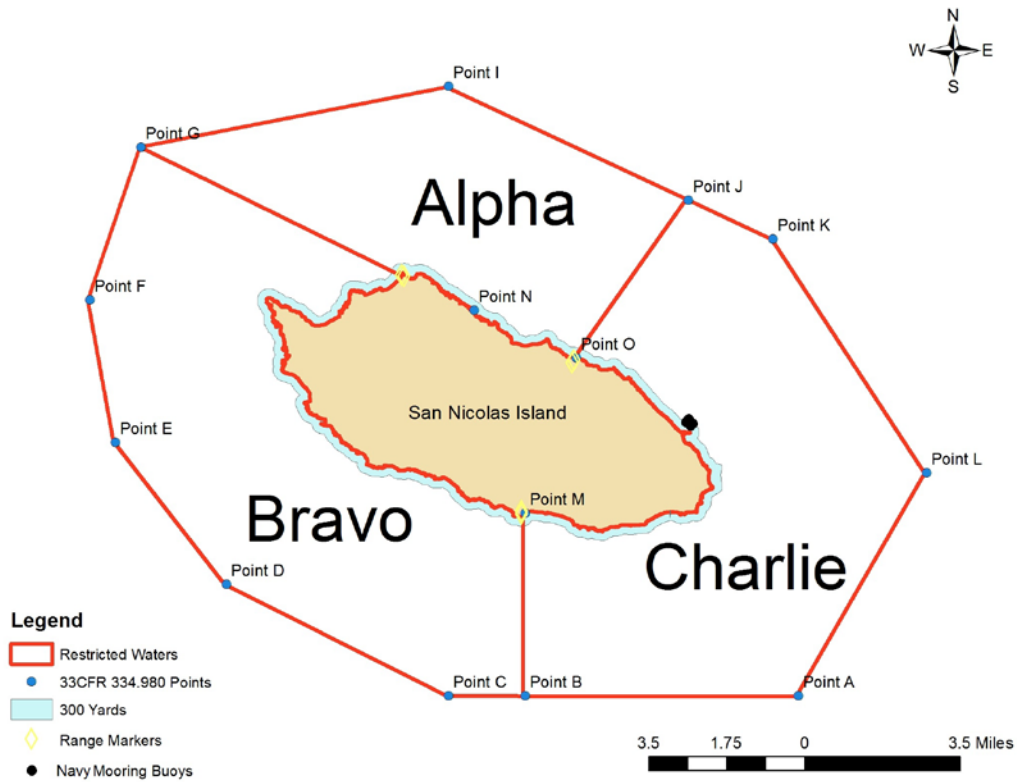 N
W E
S
Point I
Point G
Point J
Alpha
Point K
Point F
Point N
Point O
San Nicolas Island
Point E
Point L
Point M
Bravo
Charlie
Point D
Point C
Point B
Point A
Legend
Restricted Waters
33CFR 334.980 Points
300 Yards
Range Markers
Navy Mooring Buoys
3.5 1.75 0 3.5 Miles